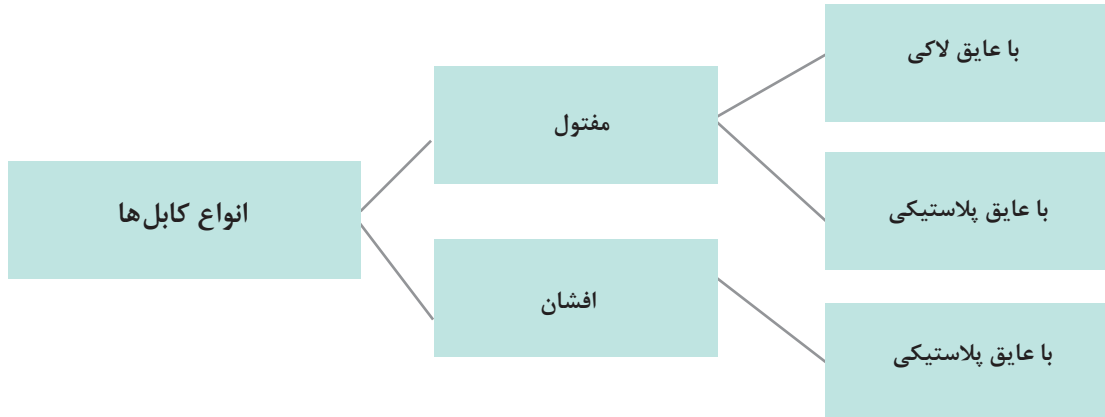 انواع کابل‌ها
مفتول
با عایق لاکی
با عایق پلاستیکی
افشان
با عایق پلاستیکی